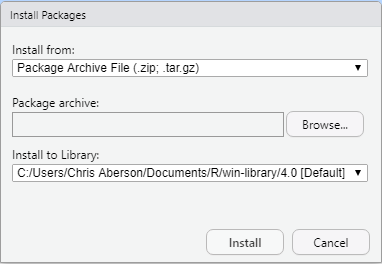 Install Packages
Install from:
Package Archive File (.zip; .tar.gz)
Package archive:
Browse...
Install to Library:
C:/Users/Chris Aberson/Documents/R/win-library/4.0 [Default]
Install Cancel